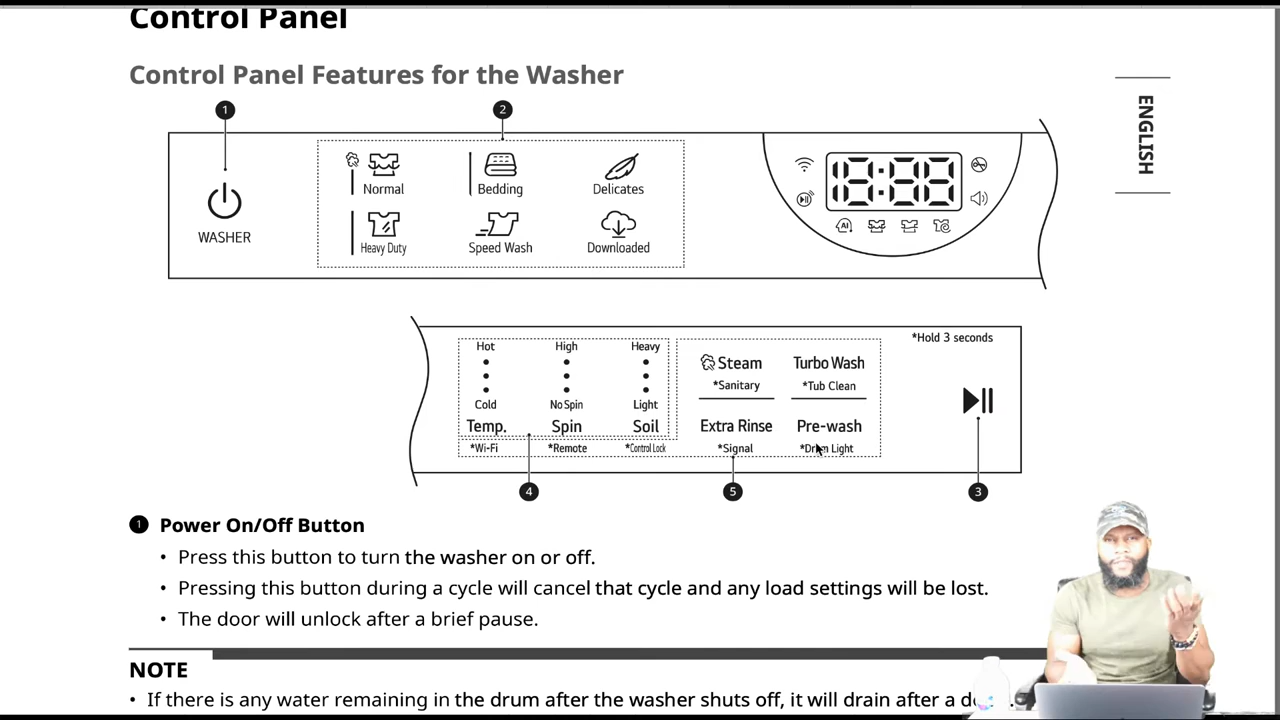 Control Panel
Control Panel Features for the Washer
ENGLISH
1
2
WASHER
Normal
Bedding
Delicates
Heavy Duty
Speed Wash
Downloaded
18:88
AI
*Hold 3 seconds
Hot High Heavy
Cold No Spin Light
Temp. Spin Soil
*Wi-Fi *Remote *Control Lock
Steam Turbo Wash
*Sanitary *Tub Clean
Extra Rinse Pre-wash
*Signal *Drum Light
4 5 3
1 Power On/Off Button
• Press this button to turn the washer on or off.
• Pressing this button during a cycle will cancel that cycle and any load settings will be lost.
• The door will unlock after a brief pause.
NOTE
• If there is any water remaining in the drum after the washer shuts off, it will drain after a